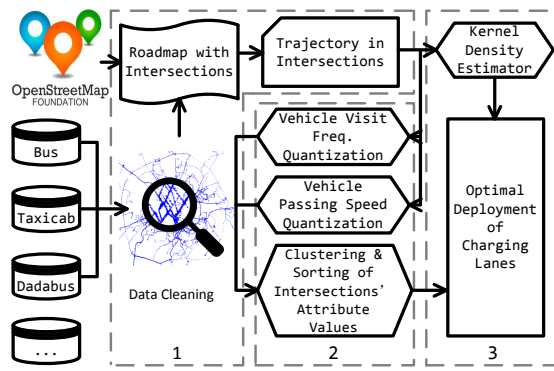 OpenStreetMap
FOUNDATION
Roadmap with
Intersections
Trajectory in
Intersections
Kernel
Density
Estimator
Bus
Taxicab
Dadabus
...
Data Cleaning
Vehicle Visit
Freq.
Quantization
Vehicle
Passing Speed
Quantization
Clustering &
Sorting of
Intersections’
Attribute
Values
Optimal
Deployment
of
Charging
Lanes
1
2
3